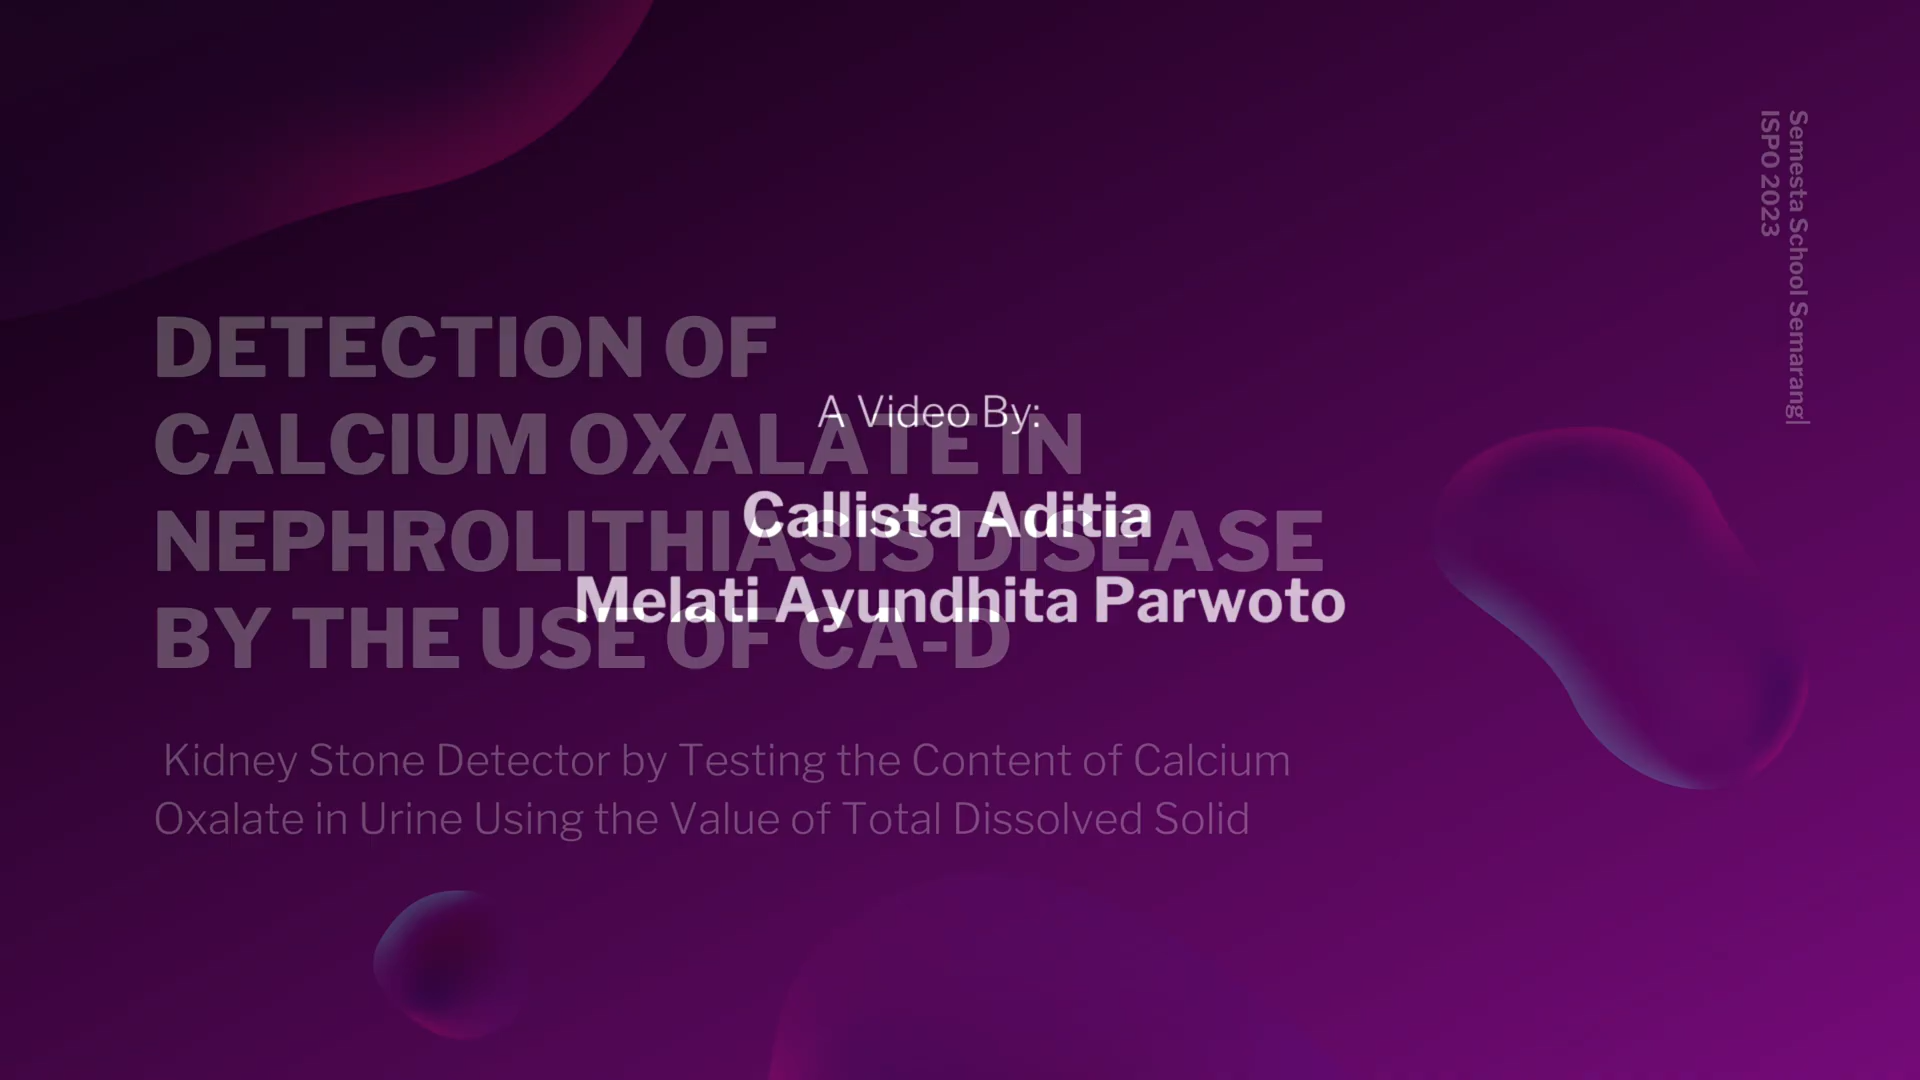 Semesta School Semarang|
ISPO 2023
DETECTION OF
CALCIUM OXALATE IN
NEPHROLITHIASIS DISEASE
BY THE USE OF CA-D
A Video By:
Callista Aditia
Melati Ayundhita Parwoto
Kidney Stone Detector by Testing the Content of Calcium
Oxalate in Urine Using the Value of Total Dissolved Solid